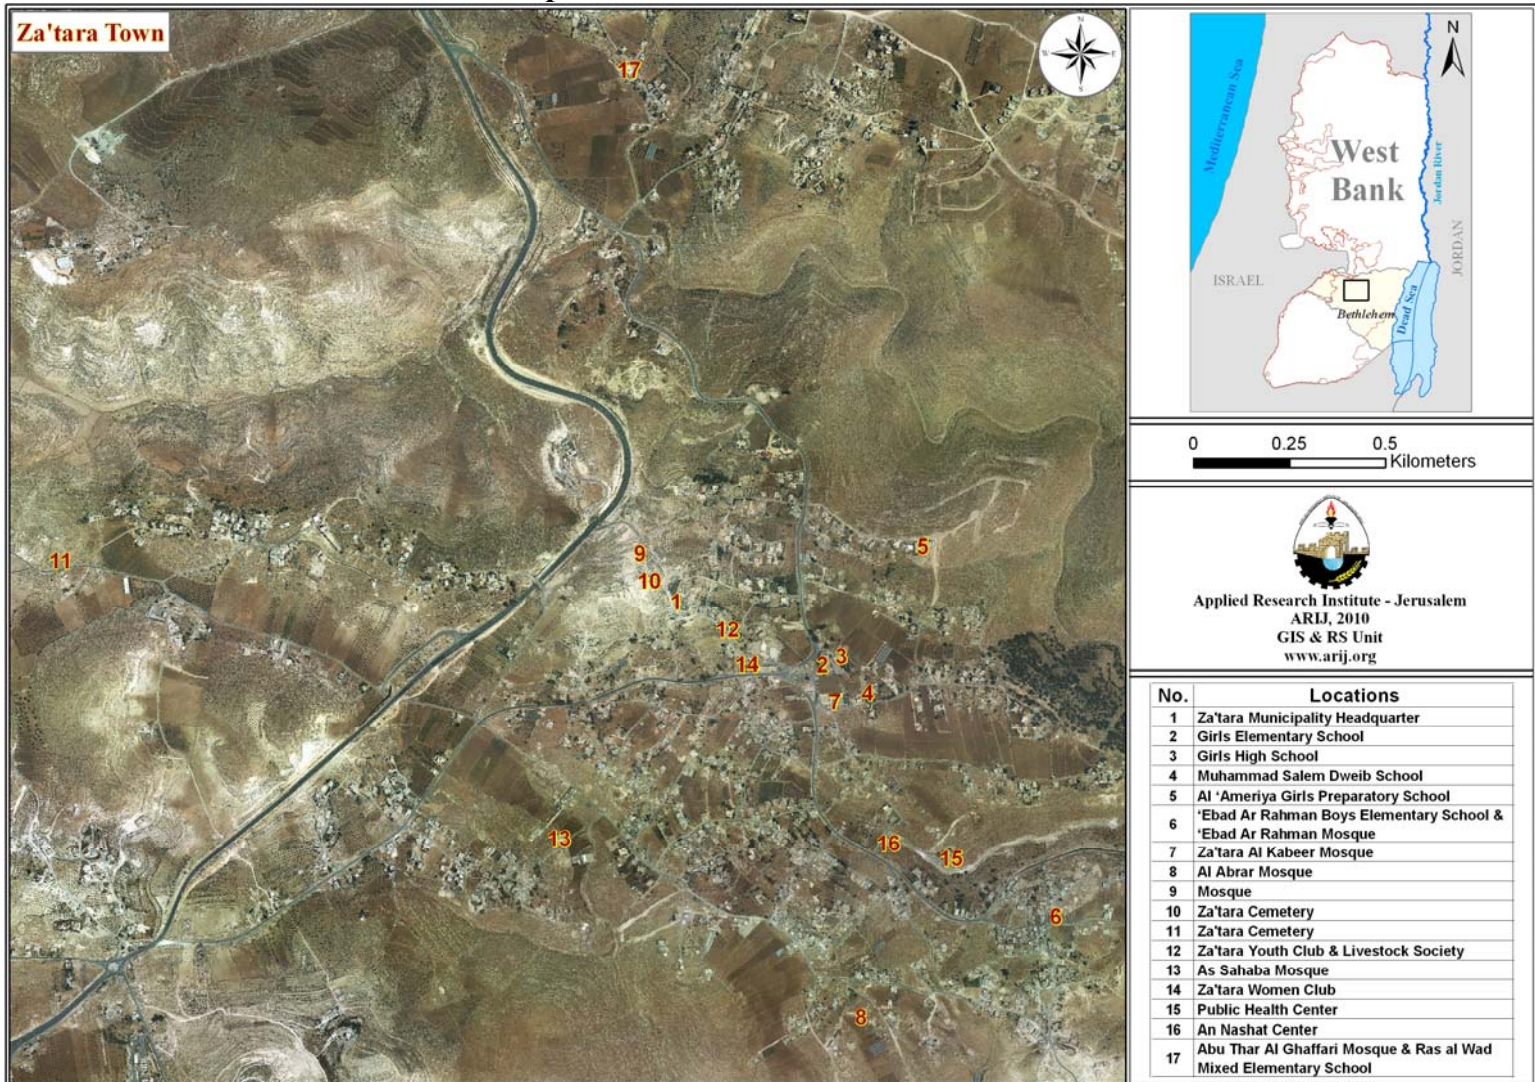 Za'tara Town
N
W
E
S
17
11
9
10
1
5
12
14
2
3
7
4
13
16
15
6
8
N
Mediterranean Sea
West
Bank
Jordan River
JORDAN
ISRAEL
Bethlehem
Dead Sea
0 0.25 0.5
Kilometers
Applied Research Institute - Jerusalem
ARIJ, 2010
GIS & RS Unit
www.arij.org
No. Locations
1 Za'tara Municipality Headquarter
2 Girls Elementary School
3 Girls High School
4 Muhammad Salem Dweib School
5 Al ‘Ameriya Girls Preparatory School
6 ‘Ebad Ar Rahman Boys Elementary School &
‘Ebad Ar Rahman Mosque
7 Za'tara Al Kabeer Mosque
8 Al Abrar Mosque
9 Mosque
10 Za'tara Cemetery
11 Za'tara Cemetery
12 Za'tara Youth Club & Livestock Society
13 As Sahaba Mosque
14 Za'tara Women Club
15 Public Health Center
16 An Nashat Center
17 Abu Thar Al Ghaffari Mosque & Ras al Wad
Mixed Elementary School